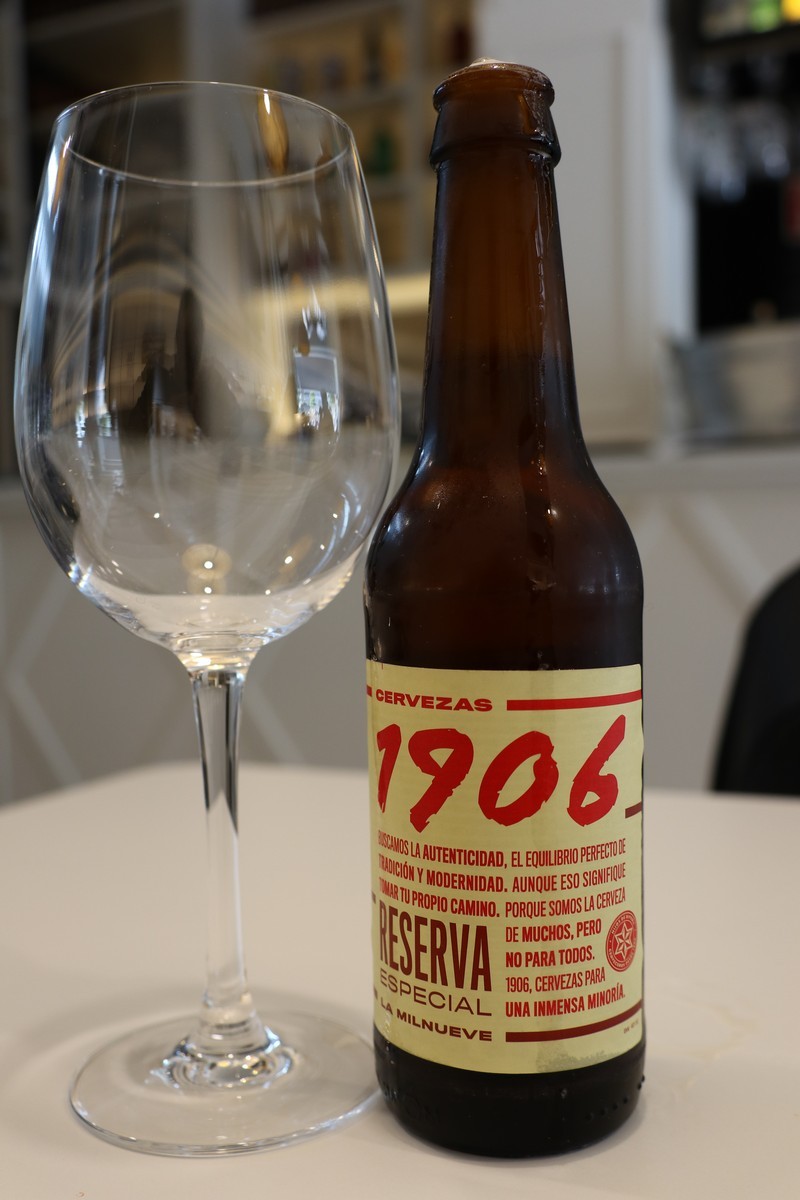 CERVEZAS
1906
BUSCAMOS LA AUTENTICIDAD, EL EQUILIBRIO PERFECTO DE
TRADICIÓN Y MODERNIDAD. AUNQUE ESO SIGNIFIQUE
TOMAR TU PROPIO CAMINO. PORQUE SOMOS LA CERVEZA
DE MUCHOS, PERO
NO PARA TODOS.
1906, CERVEZAS PARA
UNA INMENSA MINORÍA.
RESERVA
ESPECIAL
LA MILNUEVE